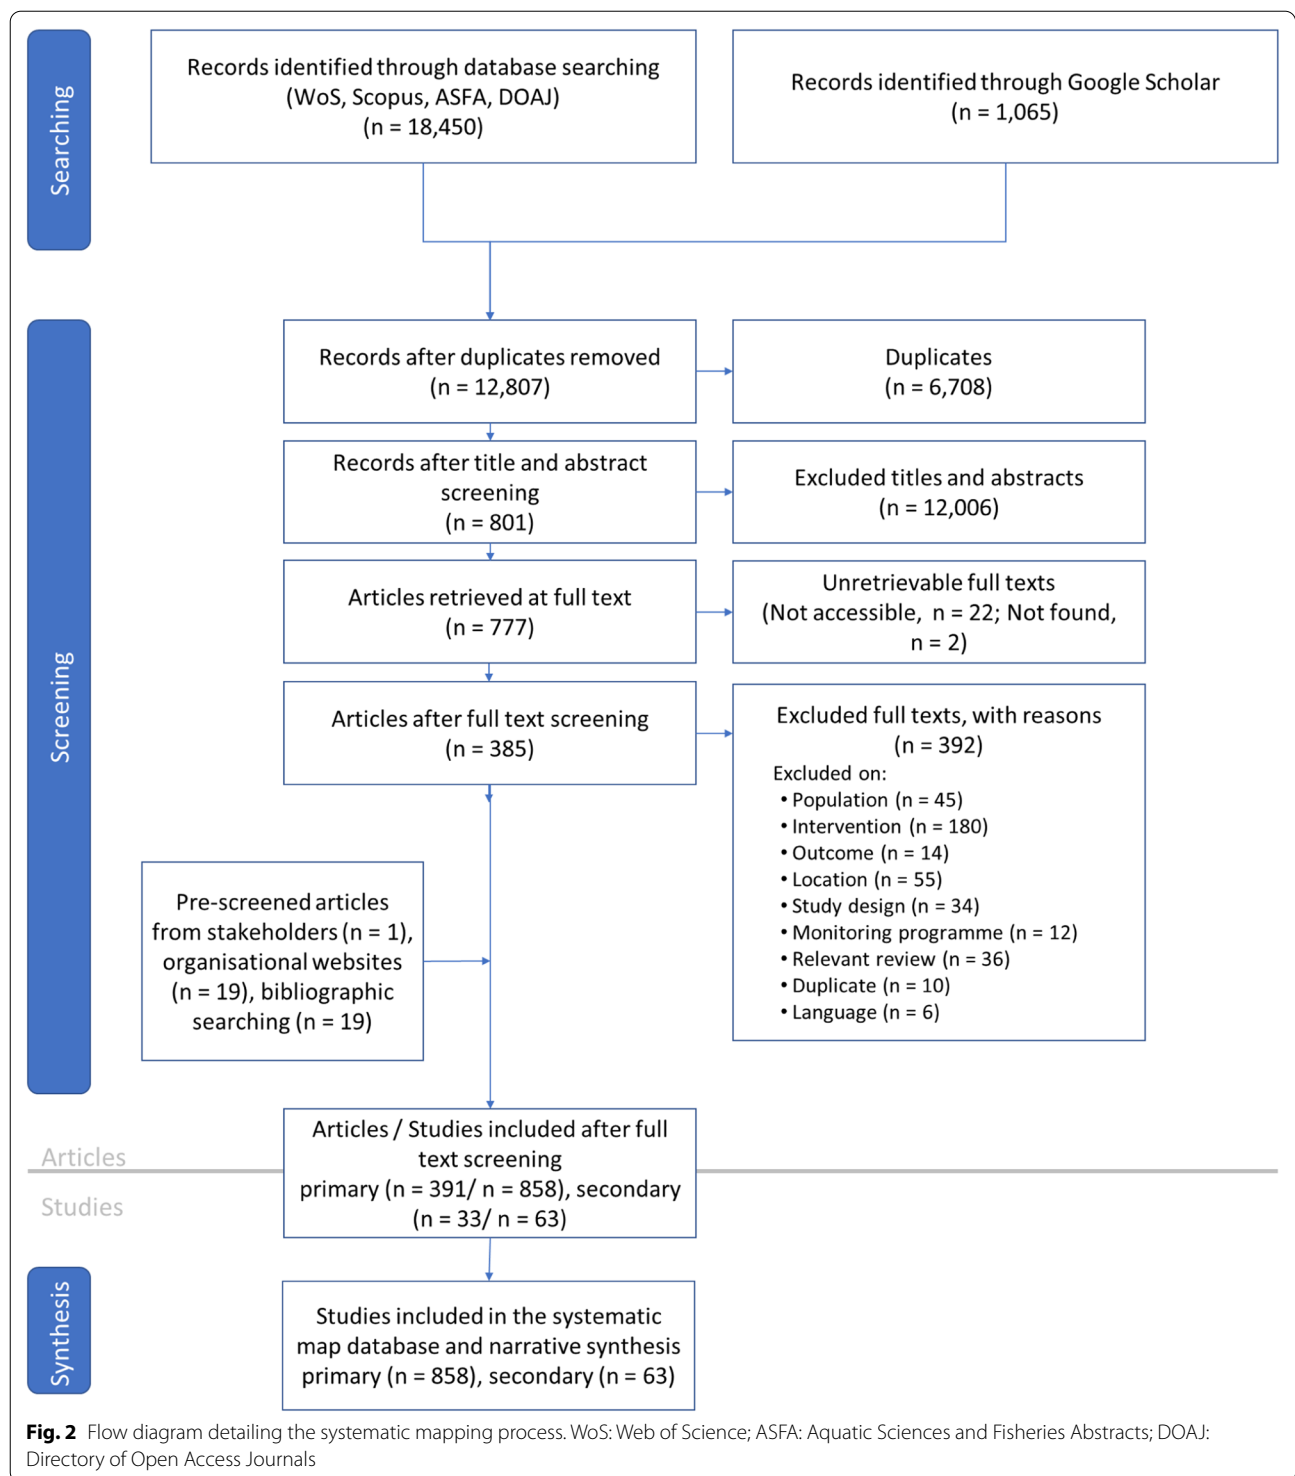 Searching
Records identified through database searching
(WoS, Scopus, ASFA, DOAJ)
(n = 18,450)
Records identified through Google Scholar
(n = 1,065)
Screening
Records after duplicates removed
(n = 12,807)
Duplicates
(n = 6,708)
Records after title and abstract
screening
(n = 801)
Excluded titles and abstracts
(n = 12,006)
Articles retrieved at full text
(n = 777)
Unretrievable full texts
(Not accessible, n = 22; Not found,
n = 2)
Articles after full text screening
(n = 385)
Excluded full texts, with reasons
(n = 392)
Excluded on:
• Population (n = 45)
• Intervention (n = 180)
• Outcome (n = 14)
• Location (n = 55)
• Study design (n = 34)
• Monitoring programme (n = 12)
• Relevant review (n = 36)
• Duplicate (n = 10)
• Language (n = 6)
Pre-screened articles
from stakeholders (n = 1),
organisational websites
(n = 19), bibliographic
searching (n = 19)
Articles
Studies
Articles / Studies included after full
text screening
primary (n = 391/ n = 858), secondary
(n = 33/ n = 63)
Synthesis
Studies included in the systematic
map database and narrative synthesis
primary (n = 858), secondary (n = 63)
Fig. 2 Flow diagram detailing the systematic mapping process. WoS: Web of Science; ASFA: Aquatic Sciences and Fisheries Abstracts; DOAJ:
Directory of Open Access Journals